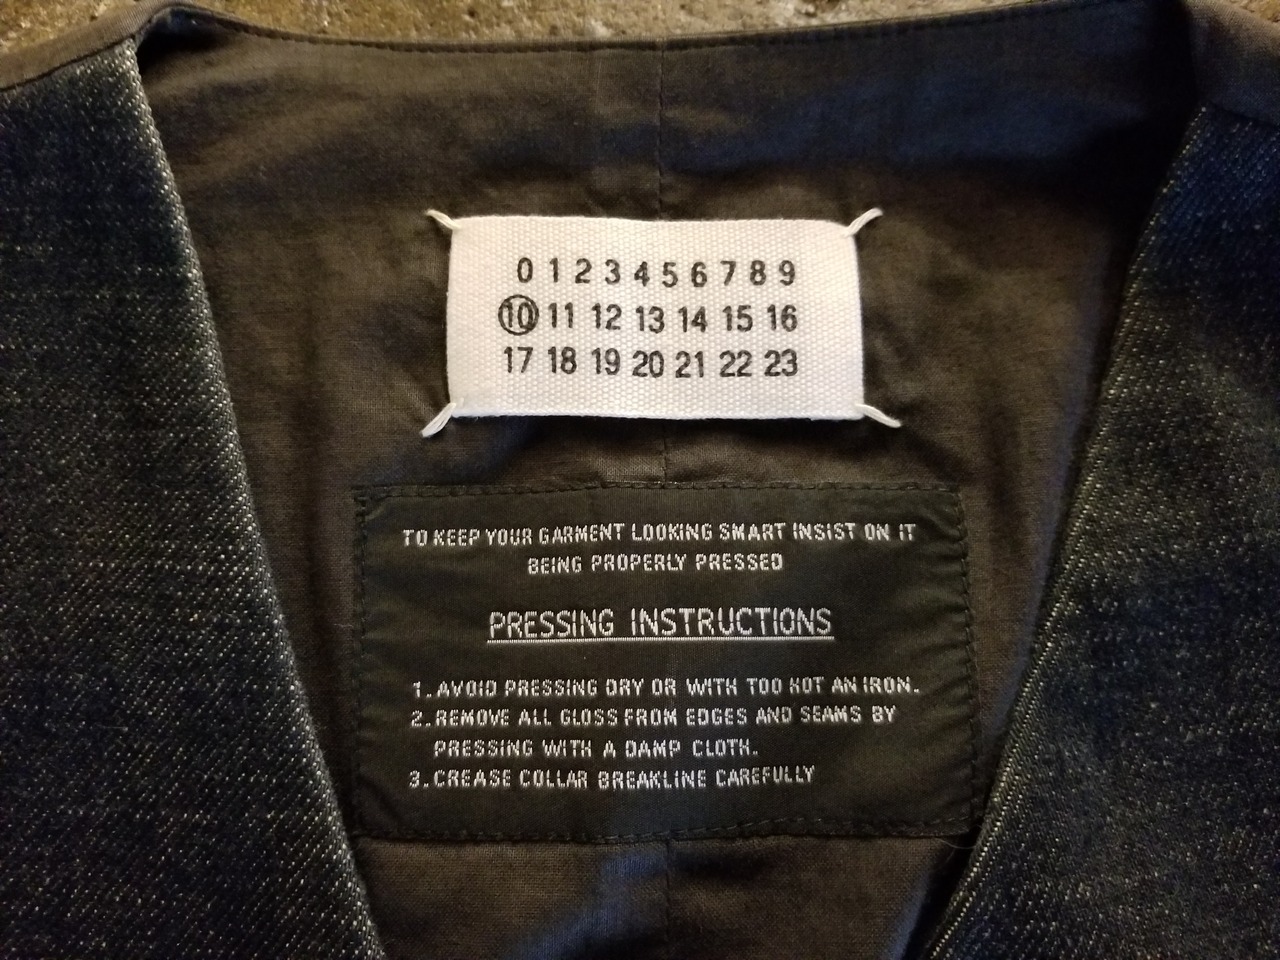 0 1 2 3 4 5 6 7 8 9
10 11 12 13 14 15 16
17 18 19 20 21 22 23
TO KEEP YOUR GARMENT LOOKING SMART INSIST ON IT
BEING PROPERLY PRESSED
PRESSING INSTRUCTIONS
1. AVOID PRESSING DRY OR WITH TOO HOT AN IRON.
2. REMOVE ALL GLOSS FROM EDGES AND SEAMS BY
PRESSING WITH A DAMP CLOTH.
3. CREASE COLLAR BREAKLINE CAREFULLY